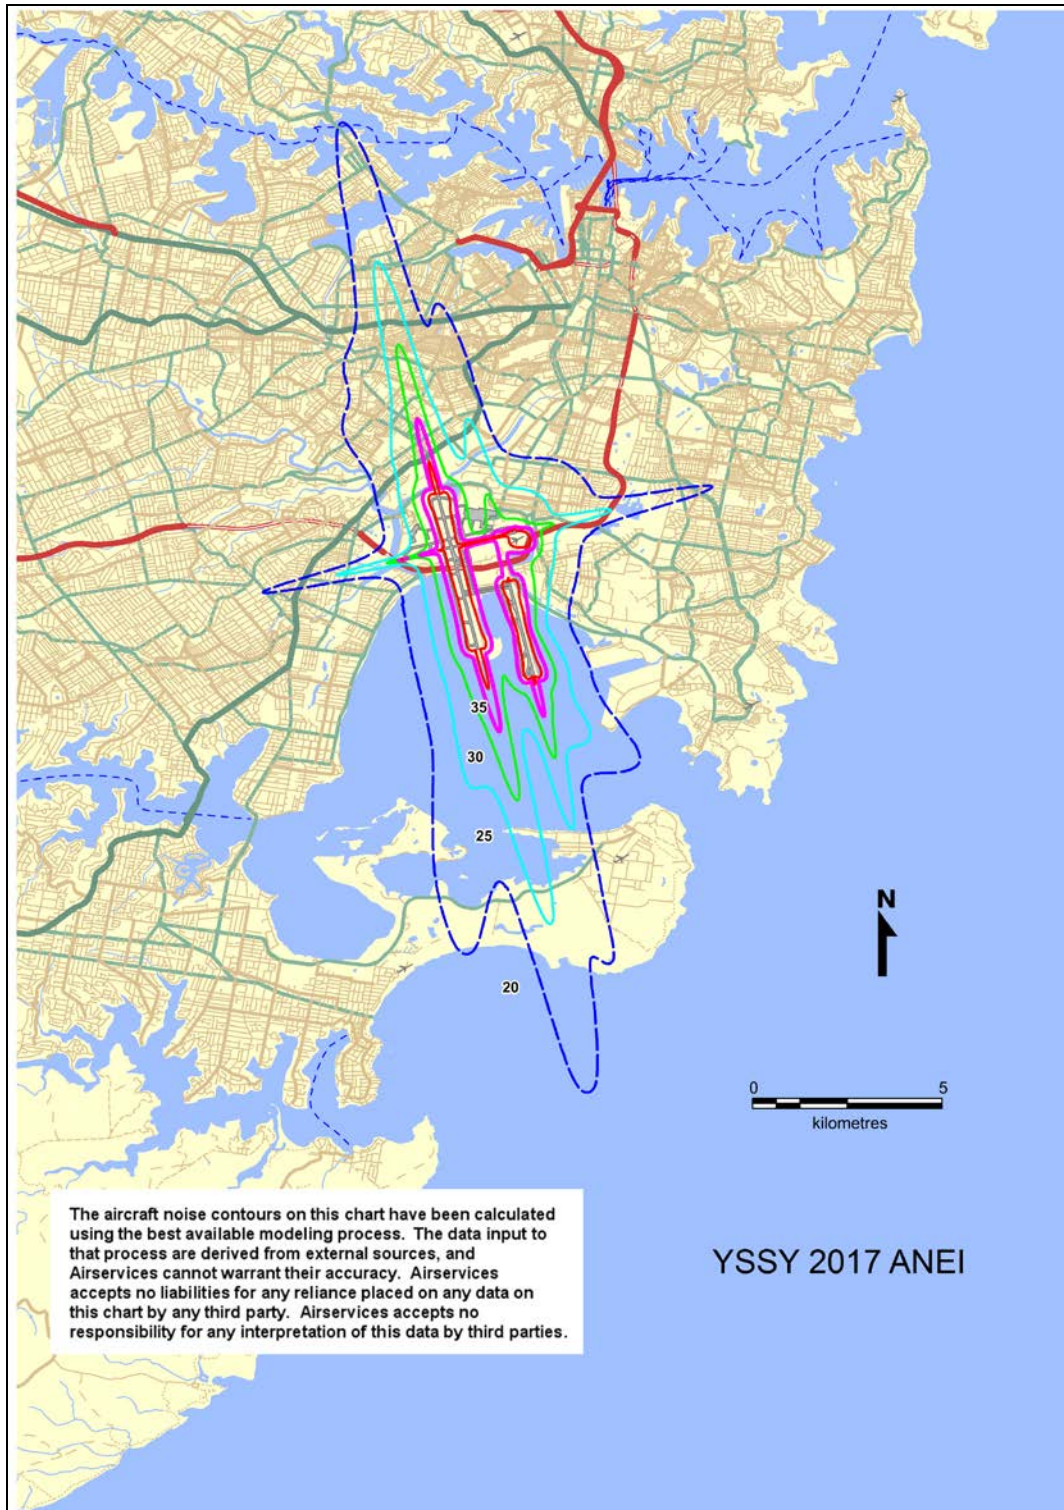 35
30
25
20
N
0 5
kilometres
The aircraft noise contours on this chart have been calculated
using the best available modeling process. The data input to
that process are derived from external sources, and
Airservices cannot warrant their accuracy. Airservices
accepts no liabilities for any reliance placed on any data on
this chart by any third party. Airservices accepts no
responsibility for any interpretation of this data by third parties.
YSSY 2017 ANEI